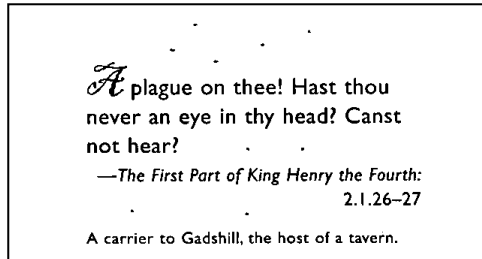 A plague on thee! Hast thou
never an eye in thy head? Canst
not hear?
—The First Part of King Henry the Fourth:
2.1.26–27
A carrier to Gadshill, the host of a tavern.